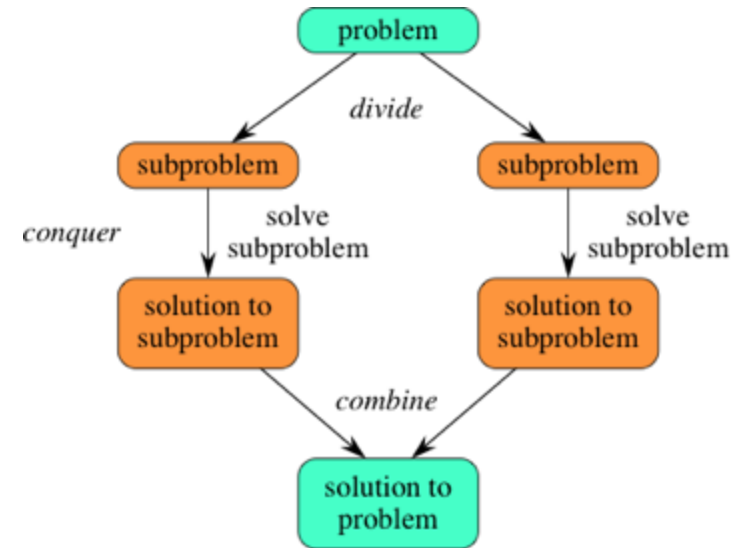 problem
divide
subproblem
subproblem
conquer
solve
subproblem
solve
subproblem
solution to
subproblem
solution to
subproblem
combine
solution to
problem